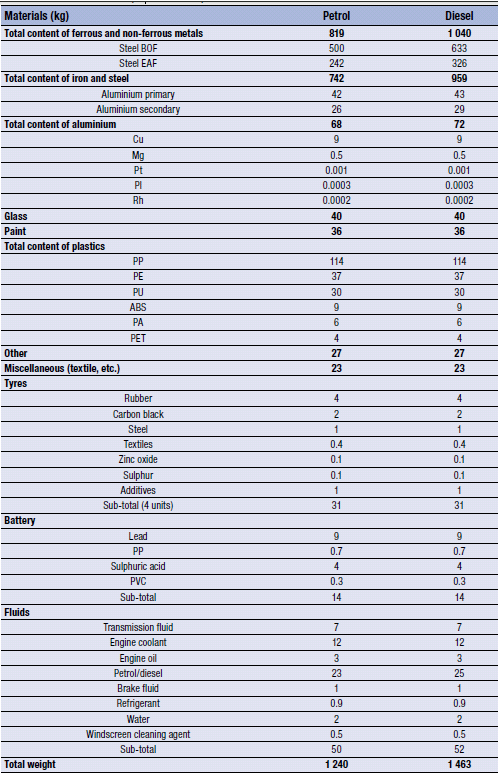 Materials (kg) Petrol Diesel
Total content of ferrous and non-ferrous metals 819 1 040
Steel BOF 500 633
Steel EAF 242 326
Total content of iron and steel 742 959
Aluminium primary 42 43
Aluminium secondary 26 29
Total content of aluminium 68 72
Cu 9 9
Mg 0.5 0.5
Pt 0.001 0.001
Pl 0.0003 0.0003
Rh 0.0002 0.0002
Glass 40 40
Paint 36 36
Total content of plastics
PP 114 114
PE 37 37
PU 30 30
ABS 9 9
PA 6 6
PET 4 4
Other 27 27
Miscellaneous (textile, etc.) 23 23
Tyres
Rubber 4 4
Carbon black 2 2
Steel 1 1
Textiles 0.4 0.4
Zinc oxide 0.1 0.1
Sulphur 0.1 0.1
Additives 1 1
Sub-total (4 units) 31 31
Battery
Lead 9 9
PP 0.7 0.7
Sulphuric acid 4 4
PVC 0.3 0.3
Sub-total 14 14
Fluids
Transmission fluid 7 7
Engine coolant 12 12
Engine oil 3 3
Petrol/diesel 23 25
Brake fluid 1 1
Refrigerant 0.9 0.9
Water 2 2
Windscreen cleaning agent 0.5 0.5
Sub-total 50 52
Total weight 1 240 1 463